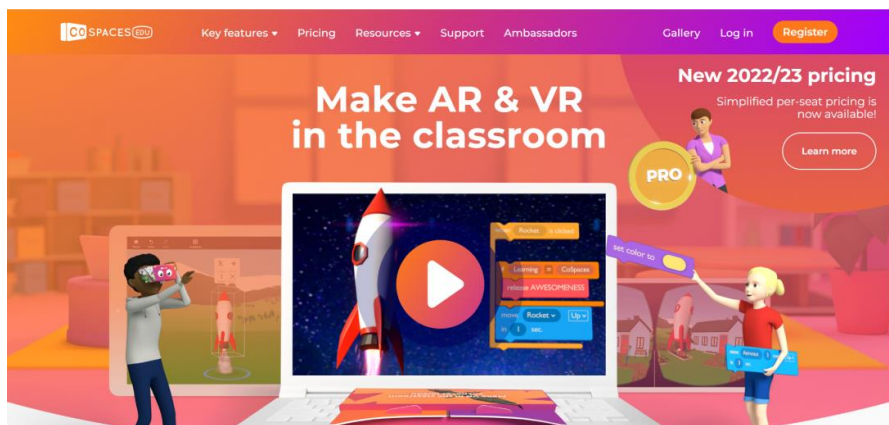 CO SPACES EDU
Key features ▾ Pricing Resources ▾ Support Ambassadors Gallery Log in Register
New 2022/23 pricing
Simplified per-seat pricing is
now available!
Learn more
Make AR & VR
in the classroom
PRO
Rocket is clicked
Learning = CoSpaces
release AWESOMENESS
move Rocket Up
in 1 sec.
set color to